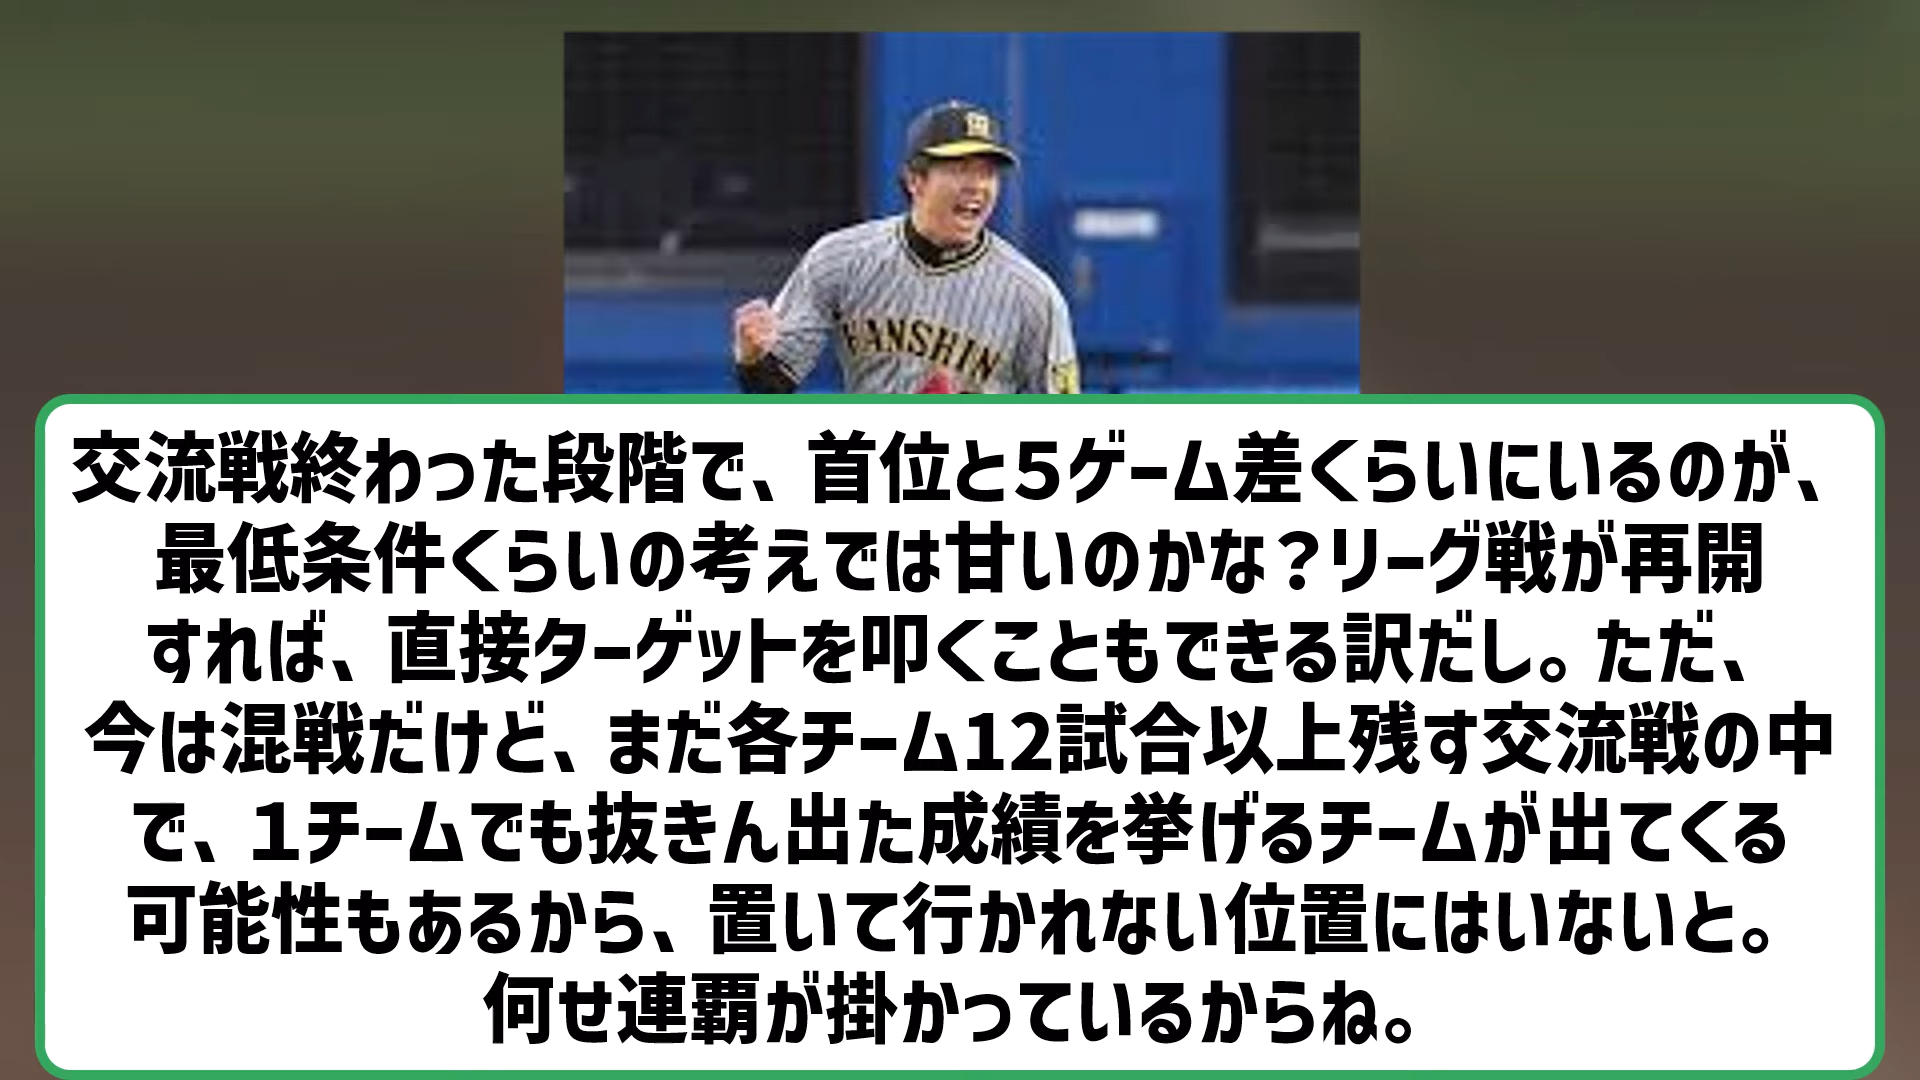 HANSHIN
交流戦終わった段階で、首位と5ゲーム差くらいにいるのが、
最低条件くらいの考えでは甘いのかな？リーグ戦が再開
すれば、直接ターゲットを叩くこともできる訳だし。ただ、
今は混戦だけど、まだ各チーム12試合以上残す交流戦の中
で、1チームでも抜きん出た成績を挙げるチームが出てくる
可能性もあるから、置いて行かれない位置にはいないと。
何せ連覇が掛かっているからね。